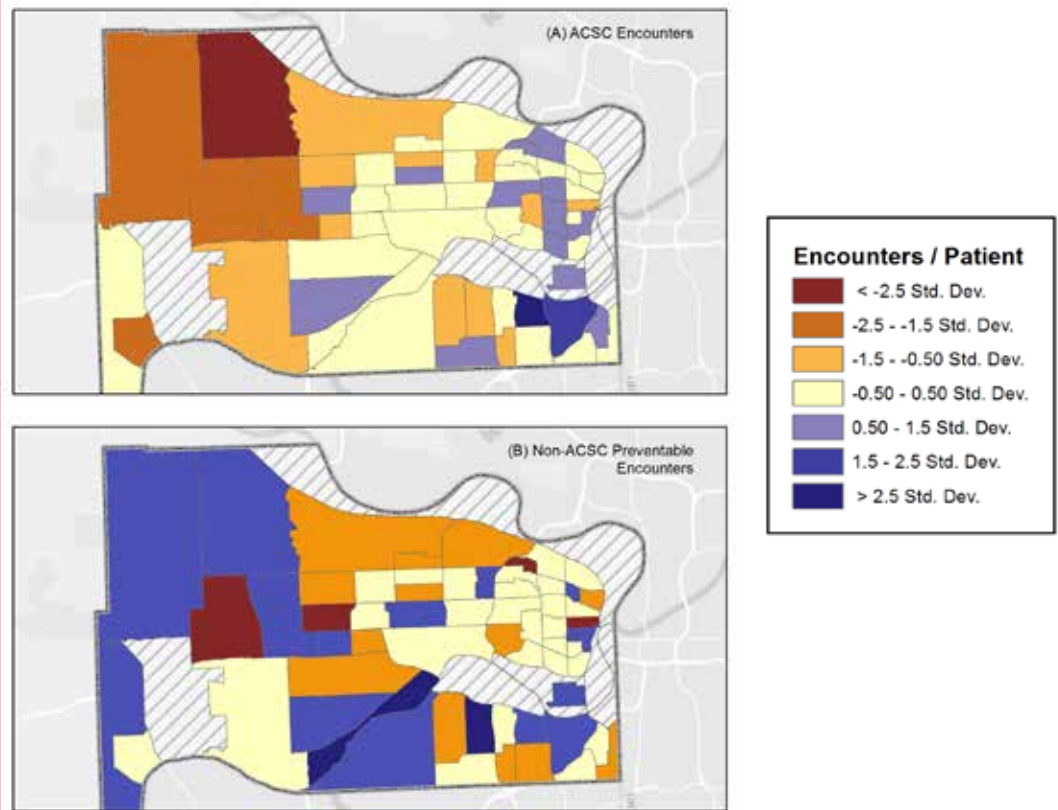 (A) ACSC Encounters
(B) Non-ACSC Preventable
Encounters
Encounters / Patient
< -2.5 Std. Dev.
-2.5 - -1.5 Std. Dev.
-1.5 - -0.50 Std. Dev.
-0.50 - 0.50 Std. Dev.
0.50 - 1.5 Std. Dev.
1.5 - 2.5 Std. Dev.
> 2.5 Std. Dev.